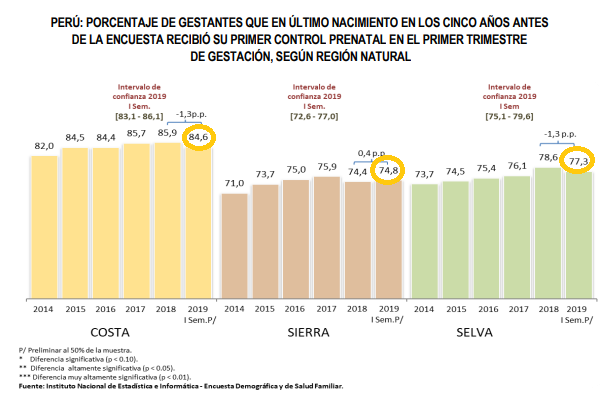 PERÚ: PORCENTAJE DE GESTANTES QUE EN ÚLTIMO NACIMIENTO EN LOS CINCO AÑOS ANTES
DE LA ENCUESTA RECIBIÓ SU PRIMER CONTROL PRENATAL EN EL PRIMER TRIMESTRE
DE GESTACIÓN, SEGÚN REGIÓN NATURAL
Intervalo de
confianza 2019
I Sem.
[83,1 - 86,1]
-1,3p.p.
82,0 84,5 84,4 85,7 85,9 84,6
2014 2015 2016 2017 2018 2019
I Sem.P/
COSTA
Intervalo de
confianza 2019
I Sem.
[72,6 - 77,0]
0,4 p.p.
71,0 73,7 75,0 75,9 74,4 74,8
2014 2015 2016 2017 2018 2019
I Sem.P/
SIERRA
Intervalo de
confianza 2019
I Sem.
[75,1 - 79,6]
-1,3 p.p.
73,7 74,5 75,4 76,1 78,6 77,3
2014 2015 2016 2017 2018 2019
I Sem.P/
SELVA
P/ Preliminar al 50% de la muestra.
* Diferencia significativa (p < 0.10).
** Diferencia altamente significativa (p < 0.05).
*** Diferencia muy altamente significativa (p < 0.01).
Fuente: Instituto Nacional de Estadística e Informática - Encuesta Demográfica y de Salud Familiar.